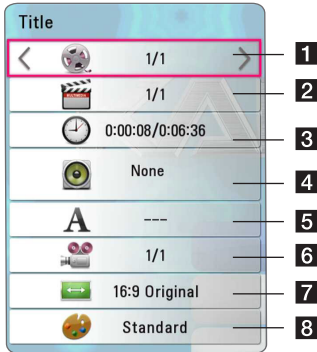 Title
1/1 1
1/1 2
0:00:08/0:06:36 3
None 4
A --- 5
1/1 6
16:9 Original 7
Standard 8